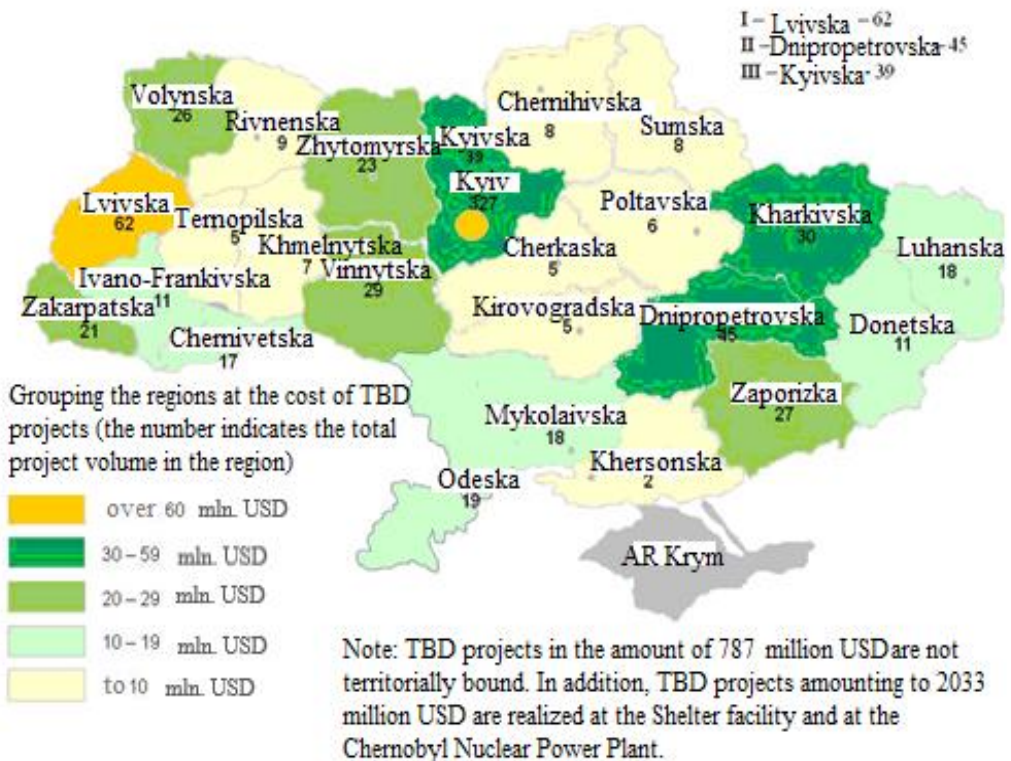 I – Lvivska – 62
II –Dnipropetrovska- 45
III – Kyivska- 39
Volynska
26
Rivnenska
9
Zhytomyrska
23
Kyivska
39
Kyiv
327
Chernihivska
8
Sumska
8
Lvivska
62
Ternopilska
5
Khmelnytska
7
Vinnytska
29
Cherkaska
5
Poltavska
6
Kharkivska
30
Luhanska
18
Ivano-Frankivska
11
Zakarpatska
21
Chernivetska
17
Kirovogradska
5
Dnipropetrovska
45
Donetska
11
Zaporizka
27
Mykolaivska
18
Khersonska
2
Odeska
19
AR Krym
Grouping the regions at the cost of TBD
projects (the number indicates the total
project volume in the region)
over 60 mln. USD
30 – 59 mln. USD
20 – 29 mln. USD
10 – 19 mln. USD
to 10 mln. USD
Note: TBD projects in the amount of 787 million USD are not
territorially bound. In addition, TBD projects amounting to 2033
million USD are realized at the Shelter facility and at the
Chernobyl Nuclear Power Plant.